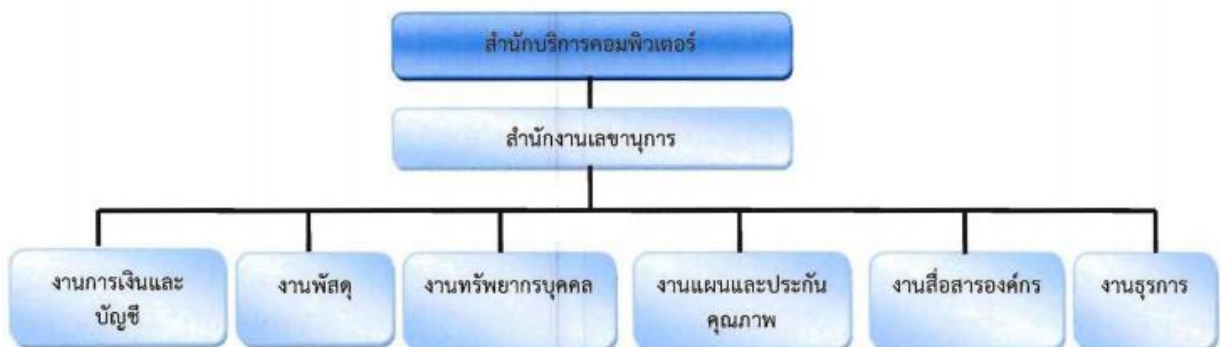 สำนักบริการคอมพิวเตอร์
สำนักงานเลขานุการ
งานการเงินและ
บัญชี
งานพัสดุ
งานทรัพยากรบุคคล
งานแผนและประกัน
คุณภาพ
งานสื่อสารองค์กร
งานธุรการ